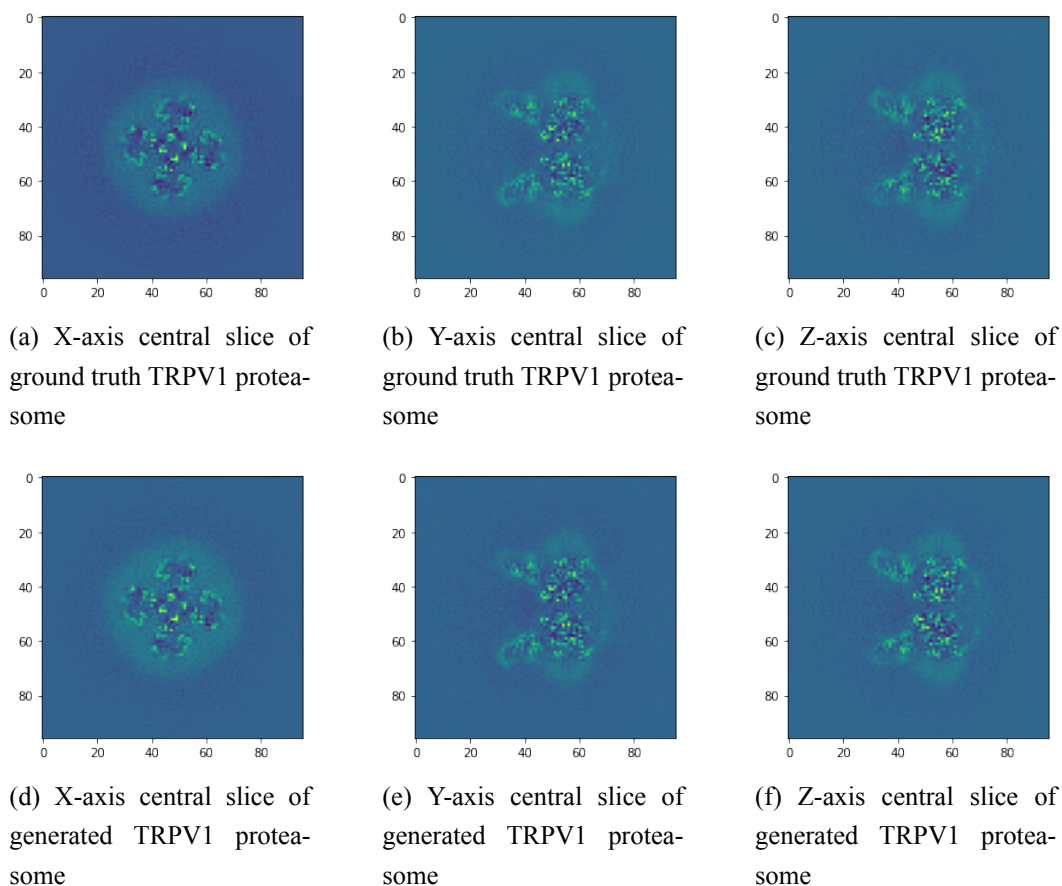 0
20
40
60
80
0 20 40 60 80
0
20
40
60
80
0 20 40 60 80
0
20
40
60
80
0 20 40 60 80
(a) X-axis central slice of
ground truth TRPV1 protea-
some
(b) Y-axis central slice of
ground truth TRPV1 protea-
some
(c) Z-axis central slice of
ground truth TRPV1 protea-
some
0
20
40
60
80
0 20 40 60 80
0
20
40
60
80
0 20 40 60 80
0
20
40
60
80
0 20 40 60 80
(d) X-axis central slice of
generated TRPV1 protea-
some
(e) Y-axis central slice of
generated TRPV1 protea-
some
(f) Z-axis central slice of
generated TRPV1 protea-
some